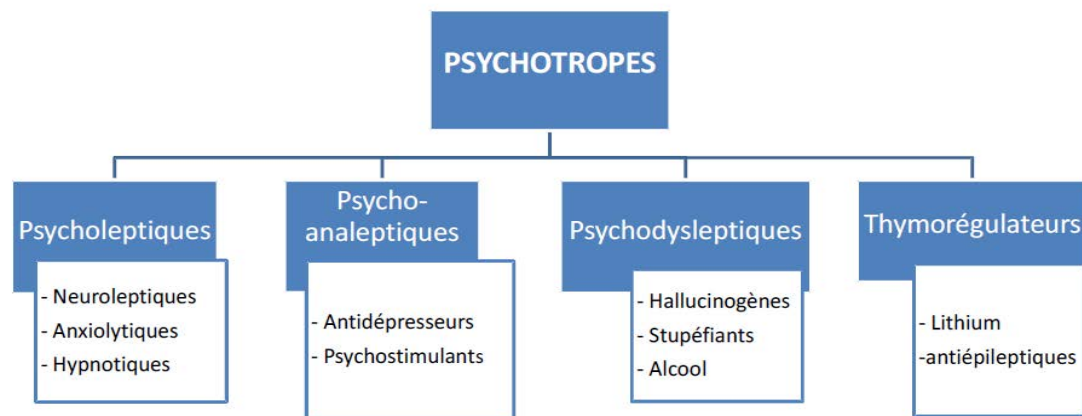 PSYCHOTROPES
Psycholeptiques
- Neuroleptiques
- Anxiolytiques
- Hypnotiques
Psycho-
analeptiques
- Antidépresseurs
- Psychostimulants
Psychodysleptiques
- Hallucinogènes
- Stupéfiants
- Alcool
Thymorégulateurs
- Lithium
-antiépileptiques